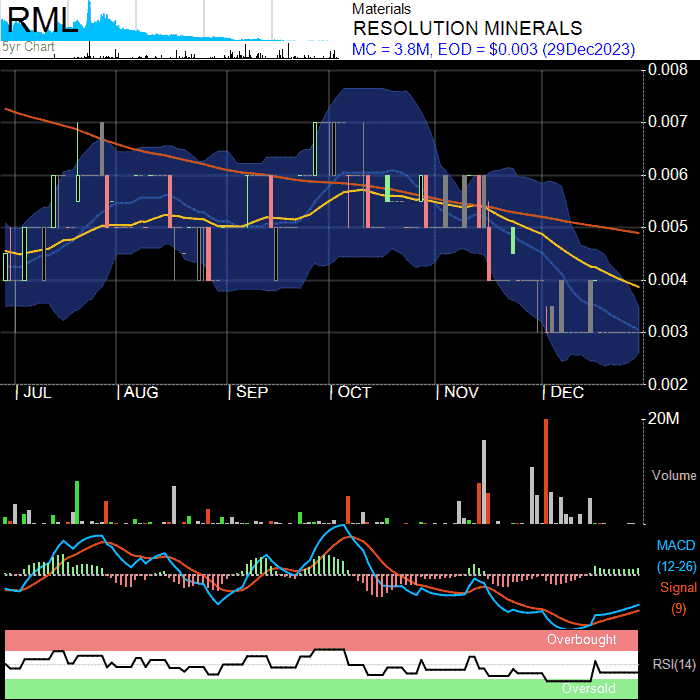 RML
5yr Chart
Materials
RESOLUTION MINERALS
MC = 3.8M, EOD = $0.003 (29Dec2023)
0.008
0.007
0.006
0.005
0.004
0.003
0.002
JUL AUG SEP OCT NOV DEC
20M
Volume
MACD
(12-26)
Signal
(9)
Overbought
RSI(14)
Oversold